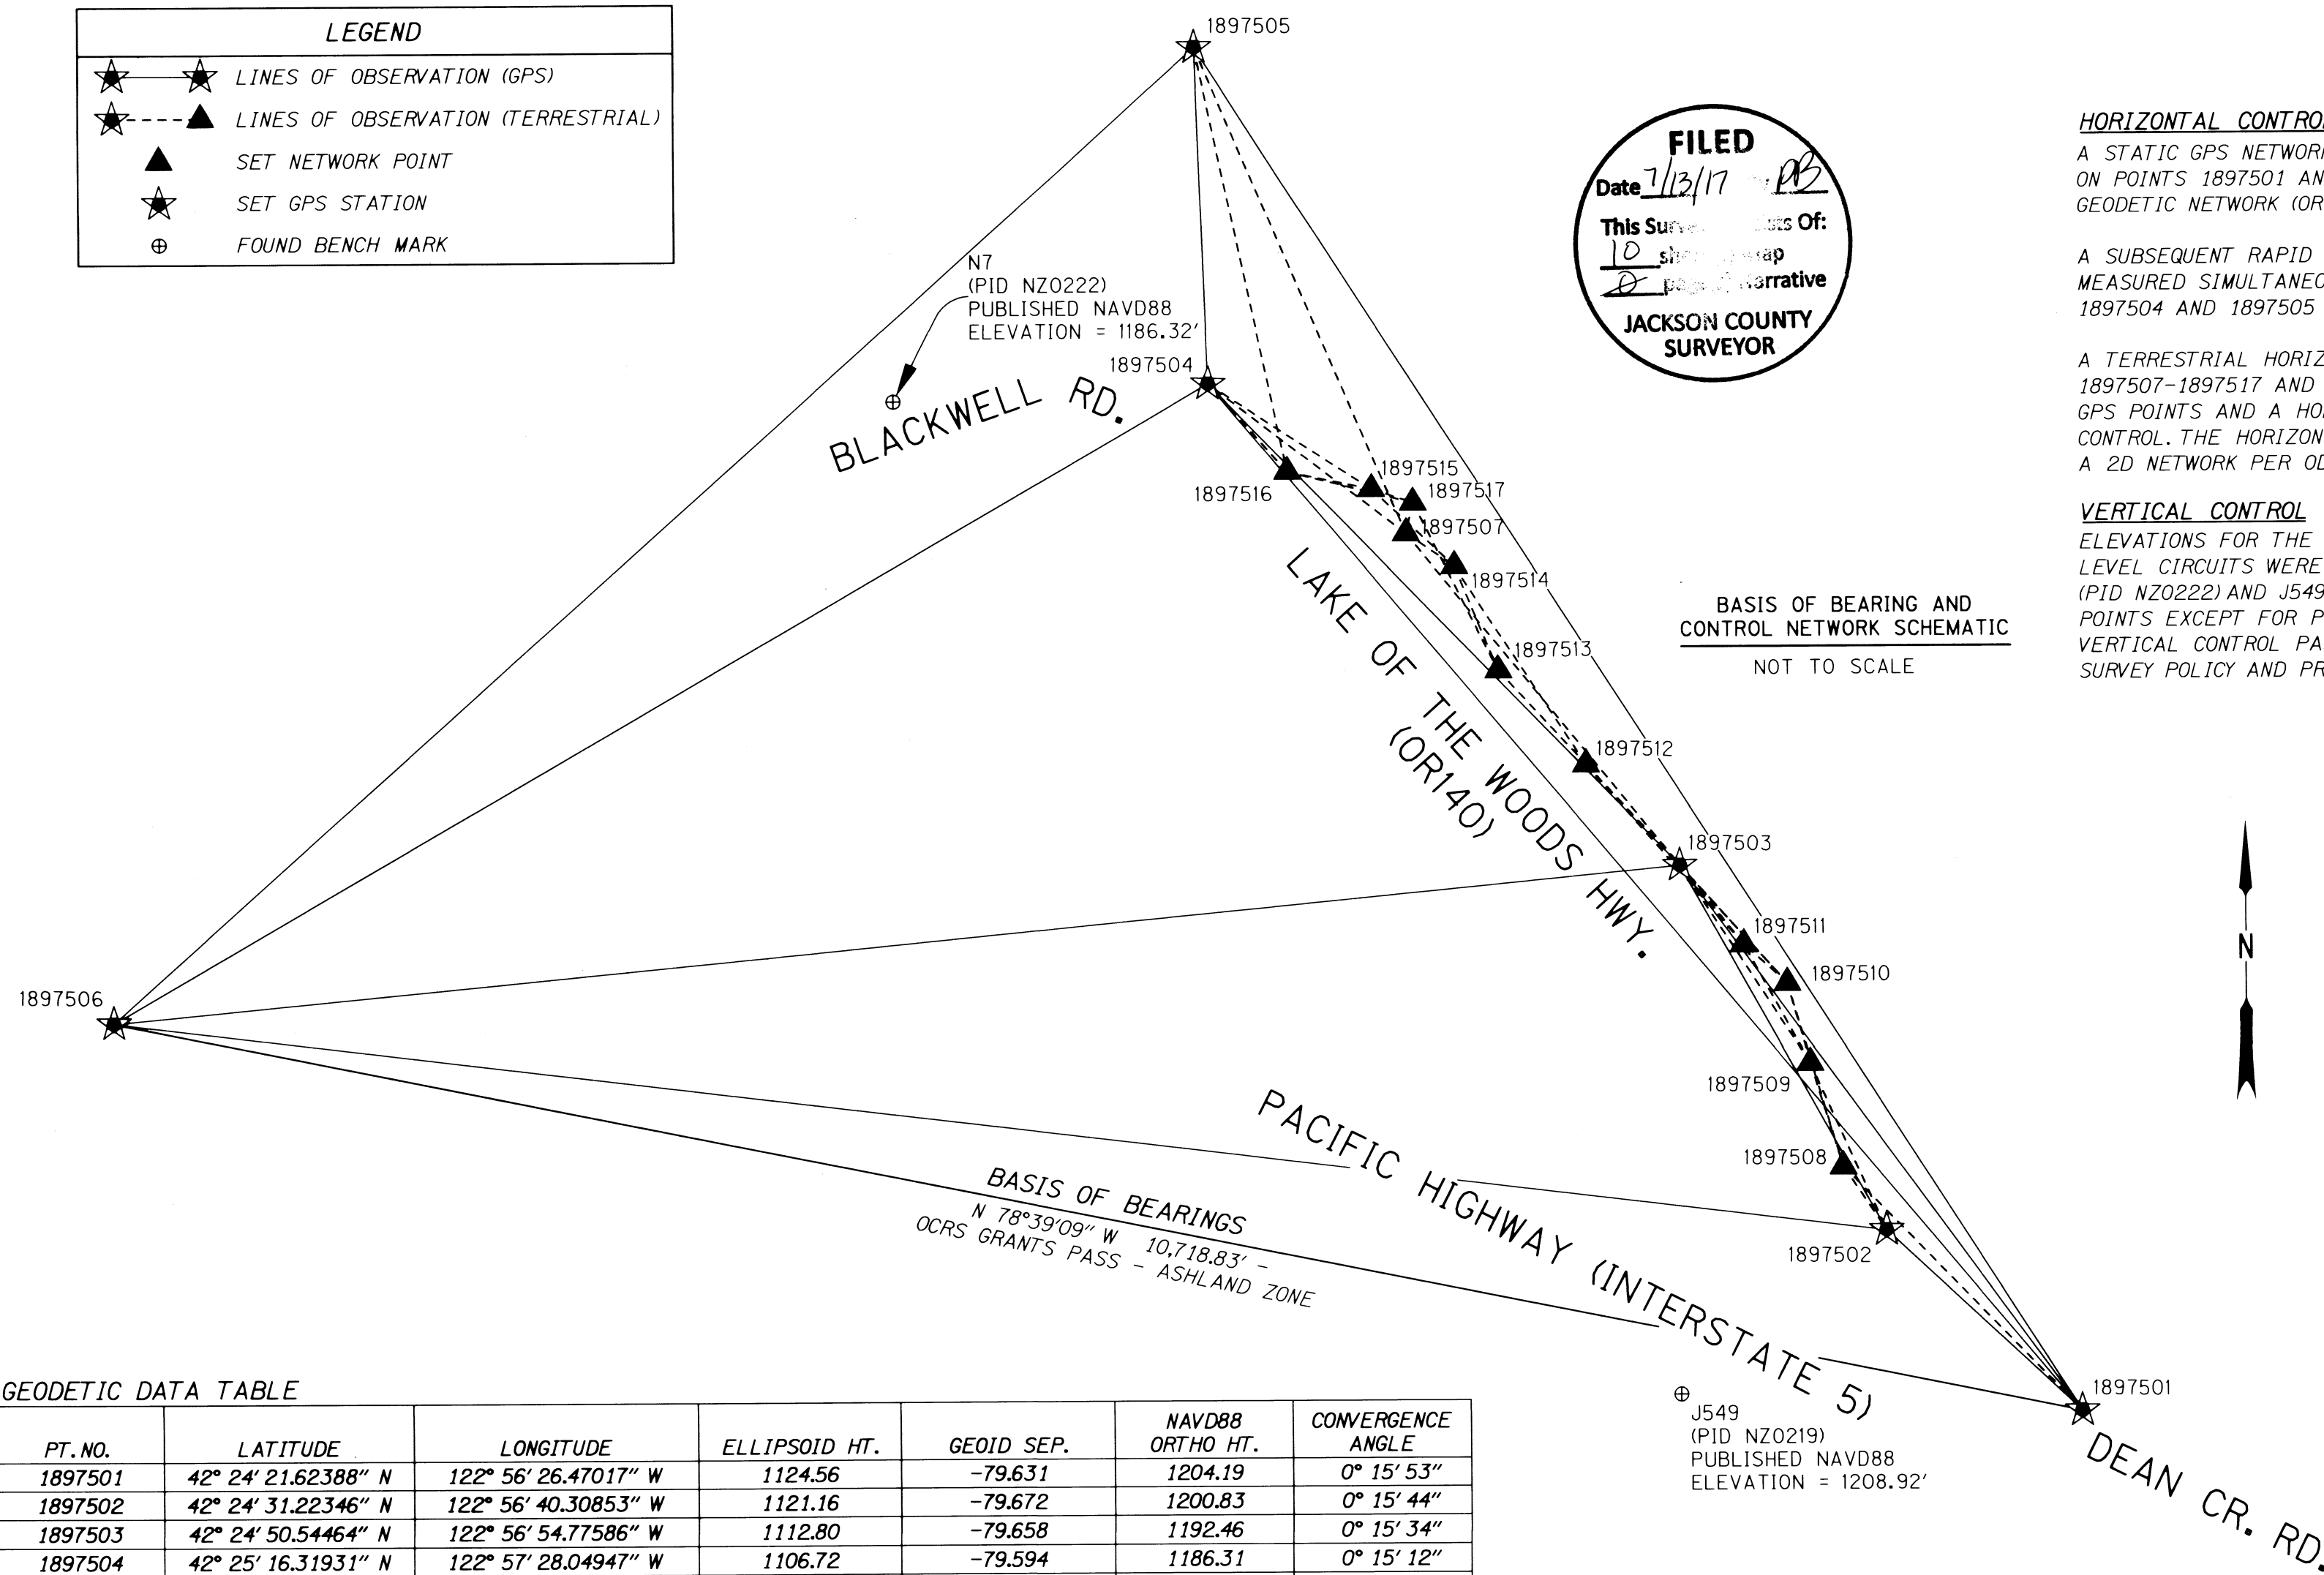 LEGEND
LINES OF OBSERVATION (GPS)
LINES OF OBSERVATION (TERRESTRIAL)
SET NETWORK POINT
SET GPS STATION
FOUND BENCH MARK
1897505
N7
(PID NZ0222)
PUBLISHED NAVD88
ELEVATION = 1186.32'
1897504
BLACKWELL RD.
1897516
1897515
1897517
1897507
1897514
1897513
1897512
LAKE OF THE WOODS HWY.
(OR140)
1897503
1897511
1897510
1897509
1897508
1897502
1897506
1897501
BASIS OF BEARINGS
N 78°39'09" W 10,718.83' -
OCRS GRANTS PASS - ASHLAND ZONE
PACIFIC HIGHWAY (INTERSTATE 5)
J549
(PID NZ0219)
PUBLISHED NAVD88
ELEVATION = 1208.92'
DEAN CR. RD.
FILED
Date 7/13/17 PB
This Of:
10
0 Narrative
JACKSON COUNTY
SURVEYOR
BASIS OF BEARING AND
CONTROL NETWORK SCHEMATIC
NOT TO SCALE
N
HORIZONTAL CONTROL
A STATIC GPS NETWOR
ON POINTS 1897501 AN
GEODETIC NETWORK (OR
A SUBSEQUENT RAPID
MEASURED SIMULTANEO
1897504 AND 1897505
A TERRESTRIAL HORIZ
1897507-1897517 AND
GPS POINTS AND A HO
CONTROL. THE HORIZON
A 2D NETWORK PER OD
VERTICAL CONTROL
ELEVATIONS FOR THE
LEVEL CIRCUITS WERE
(PID NZ0222) AND J549
POINTS EXCEPT FOR P
VERTICAL CONTROL PA
SURVEY POLICY AND PR
GEODETIC DATA TABLE
PT.NO. LATITUDE LONGITUDE ELLIPSOID HT. GEOID SEP. NAVD88 ORTHO HT. CONVERGENCE ANGLE
1897501 42° 24' 21.62388" N 122° 56' 26.47017" W 1124.56 -79.631 1204.19 0° 15' 53"
1897502 42° 24' 31.22346" N 122° 56' 40.30853" W 1121.16 -79.672 1200.83 0° 15' 44"
1897503 42° 24' 50.54464" N 122° 56' 54.77586" W 1112.80 -79.658 1192.46 0° 15' 34"
1897504 42° 25' 16.31931" N 122° 57' 28.04947" W 1106.72 -79.594 1186.31 0° 15' 12"